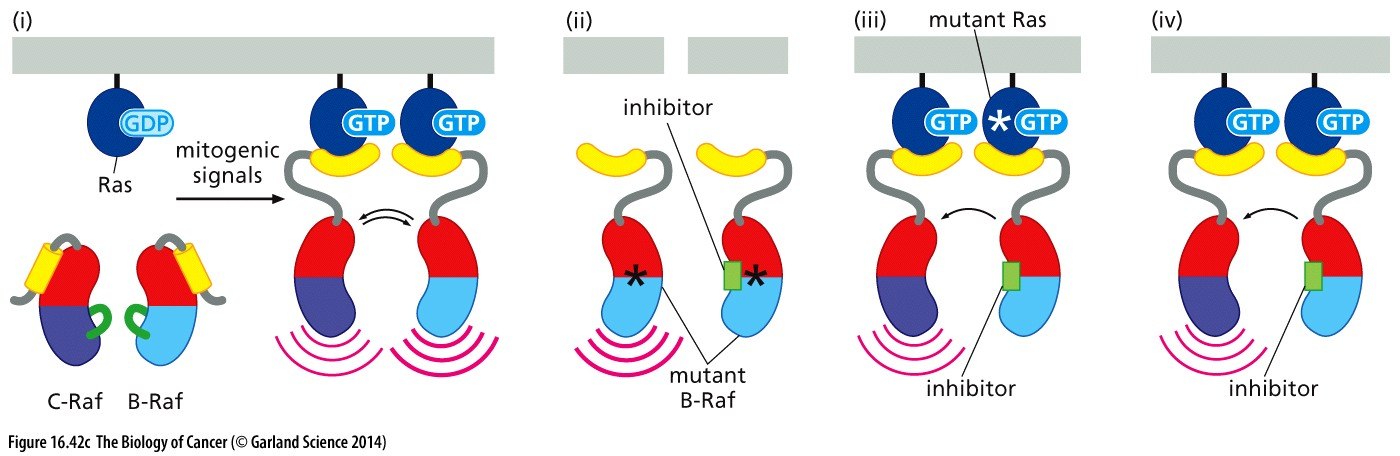 (i)
GDP
Ras
mitogenic
signals
GTP
GTP
C-Raf
B-Raf
(ii)
inhibitor
*
*
mutant
B-Raf
(iii)
mutant Ras
GTP
*
GTP
inhibitor
(iv)
GTP
GTP
inhibitor
Figure 16.42c The Biology of Cancer (© Garland Science 2014)